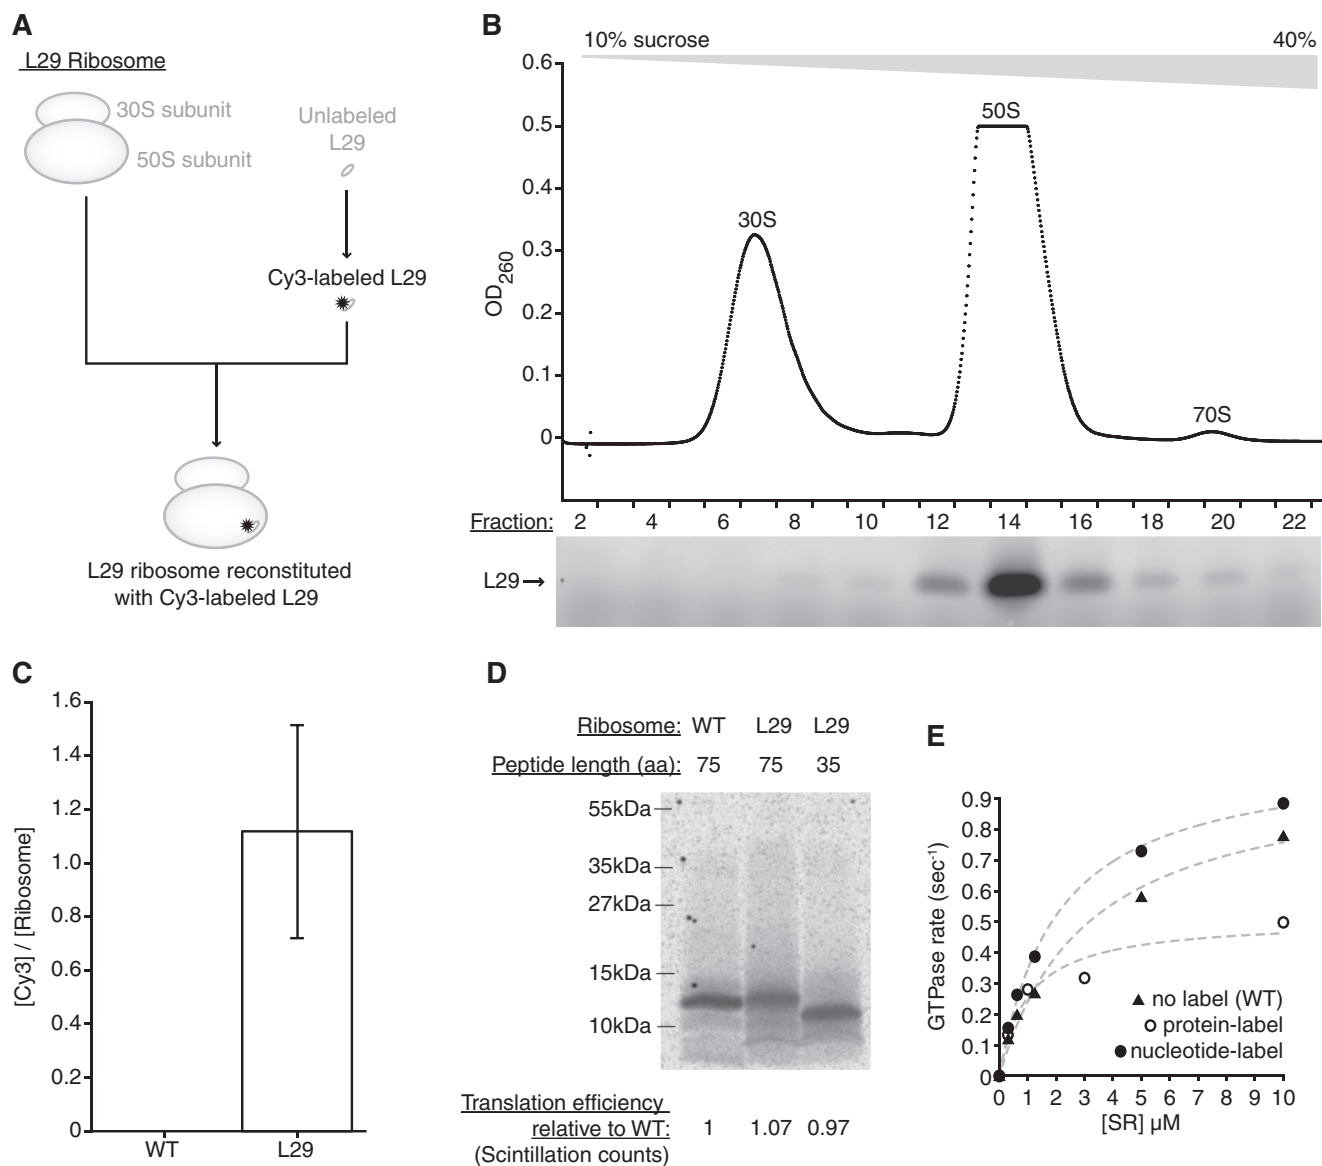 A
L29 Ribosome
30S subunit
50S subunit
Unlabeled
L29
Cy3-labeled L29
L29 ribosome reconstituted
with Cy3-labeled L29
B
10% sucrose
40%
OD260
0.6
0.5
0.4
0.3
0.2
0.1
0
30S
50S
70S
Fraction: 2 4 6 8 10 12 14 16 18 20 22
L29
C
[Cy3] / [Ribosome]
1.6
1.4
1.2
1.0
0.8
0.6
0.4
0.2
0
WT L29
D
Ribosome: WT L29 L29
Peptide length (aa): 75 75 35
55kDa
35kDa
27kDa
15kDa
10kDa
Translation efficiency
relative to WT: 1 1.07 0.97
(Scintillation counts)
E
GTPase rate (sec-1)
0.9
0.8
0.7
0.6
0.5
0.4
0.3
0.2
0.1
0
no label (WT)
protein-label
nucleotide-label
0 1 2 3 4 5 6 7 8 9 10
[SR] µM